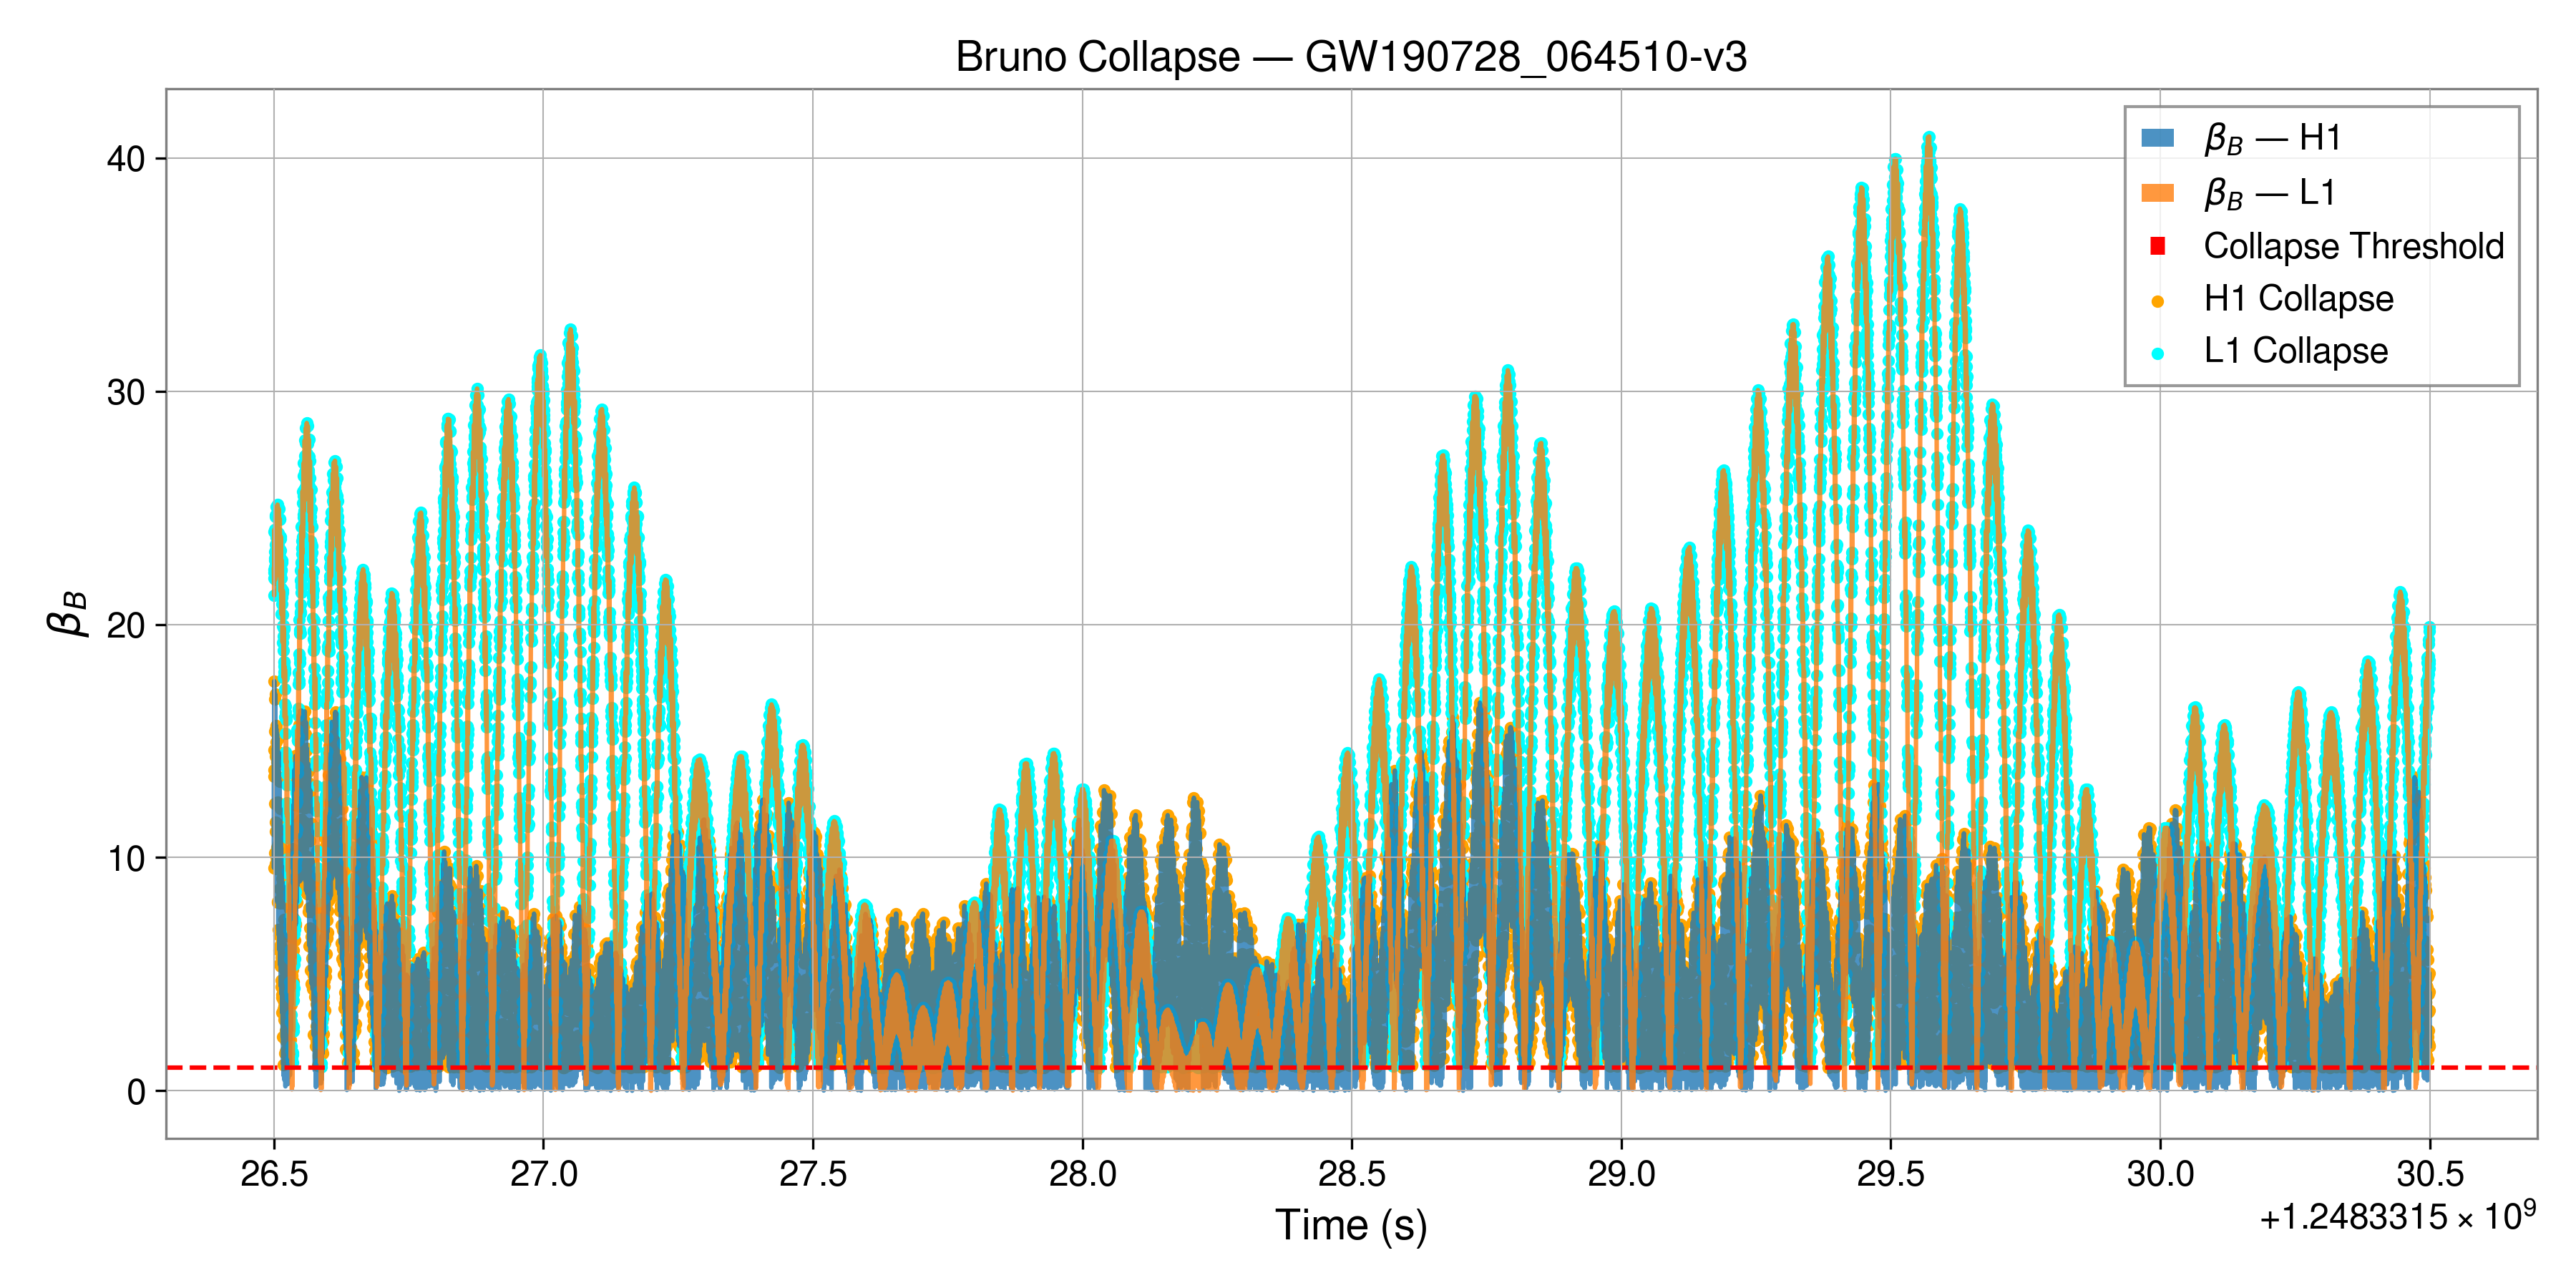 Bruno Collapse — GW190728_064510-v3
β_B — H1
β_B — L1
Collapse Threshold
H1 Collapse
L1 Collapse
β_B
40
30
20
10
0
26.5 27.0 27.5 28.0 28.5 29.0 29.5 30.0 30.5
Time (s)
+1.2483315 × 10⁹